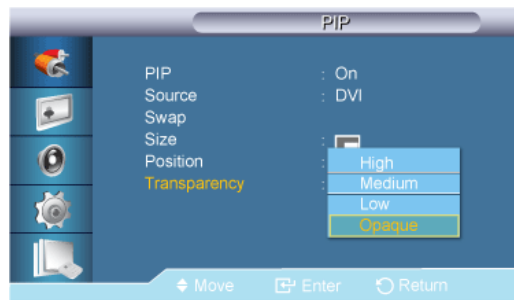 PIP
PIP : On
Source : DVI
Swap
Size :
Position :
High
Transparency :
Medium
Low
Opaque
Move Enter Return